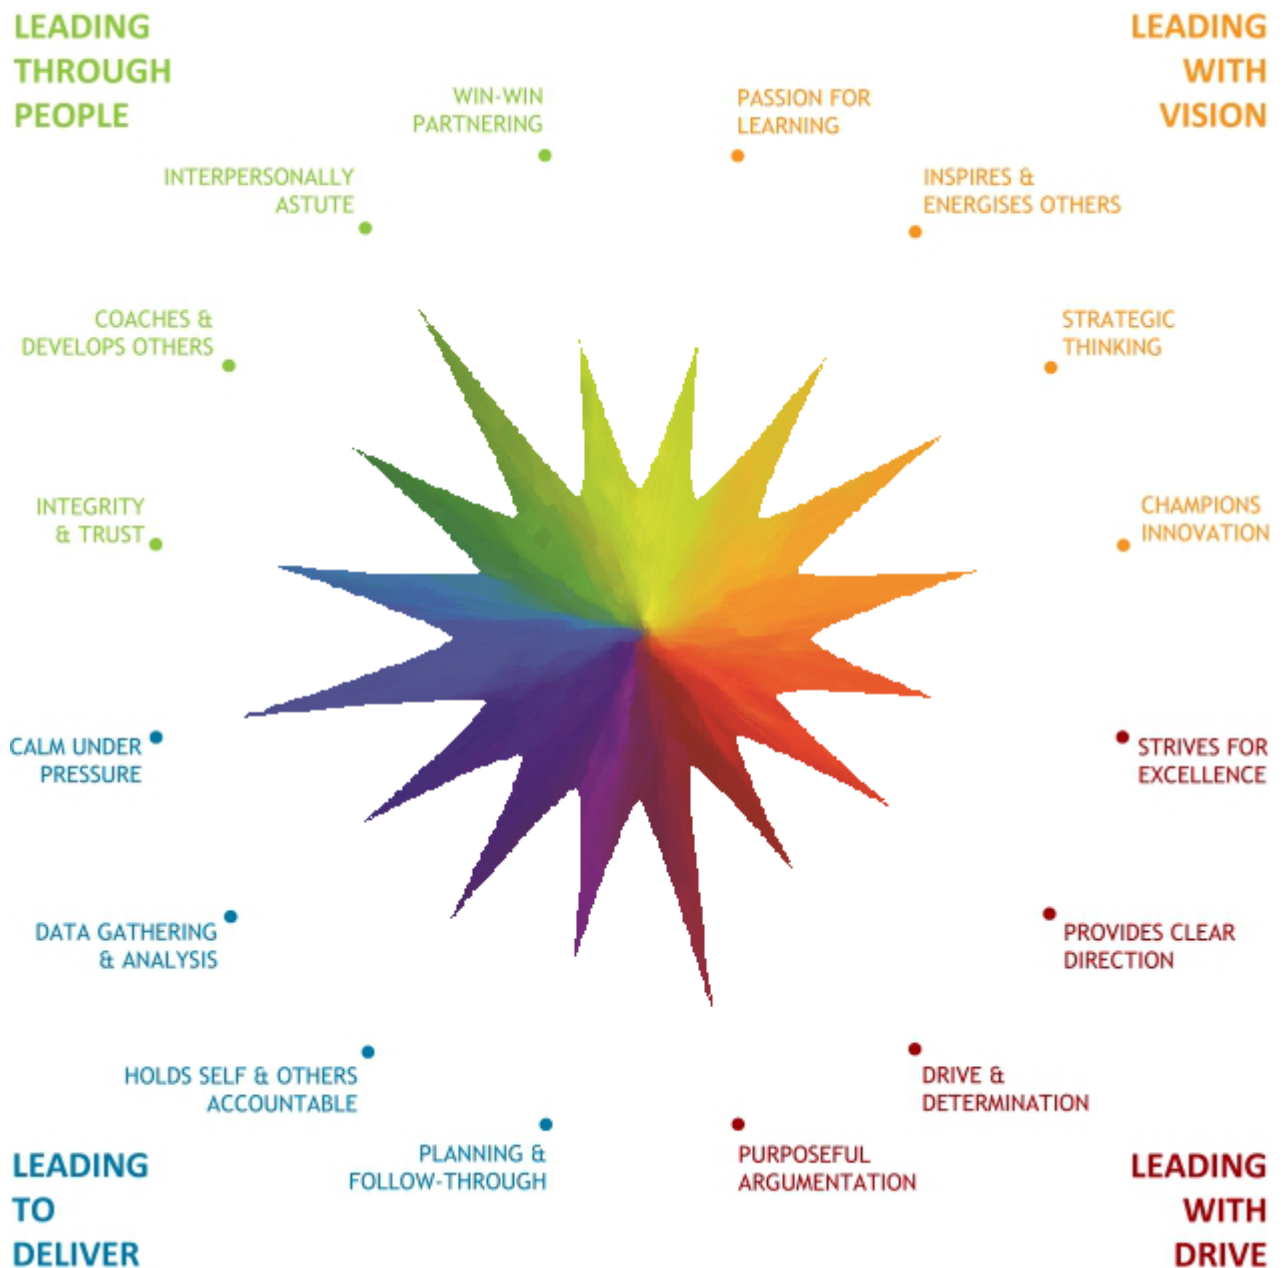 LEADING
THROUGH
PEOPLE
LEADING
WITH
VISION
WIN-WIN
PARTNERING
PASSION FOR
LEARNING
INTERPERSONALLY
ASTUTE
INSPIRES &
ENERGISES OTHERS
COACHES &
DEVELOPS OTHERS
STRATEGIC
THINKING
INTEGRITY
& TRUST
CHAMPIONS
INNOVATION
CALM UNDER
PRESSURE
STRIVES FOR
EXCELLENCE
DATA GATHERING
& ANALYSIS
PROVIDES CLEAR
DIRECTION
HOLDS SELF & OTHERS
ACCOUNTABLE
DRIVE &
DETERMINATION
PLANNING &
FOLLOW-THROUGH
PURPOSEFUL
ARGUMENTATION
LEADING
TO
DELIVER
LEADING
WITH
DRIVE